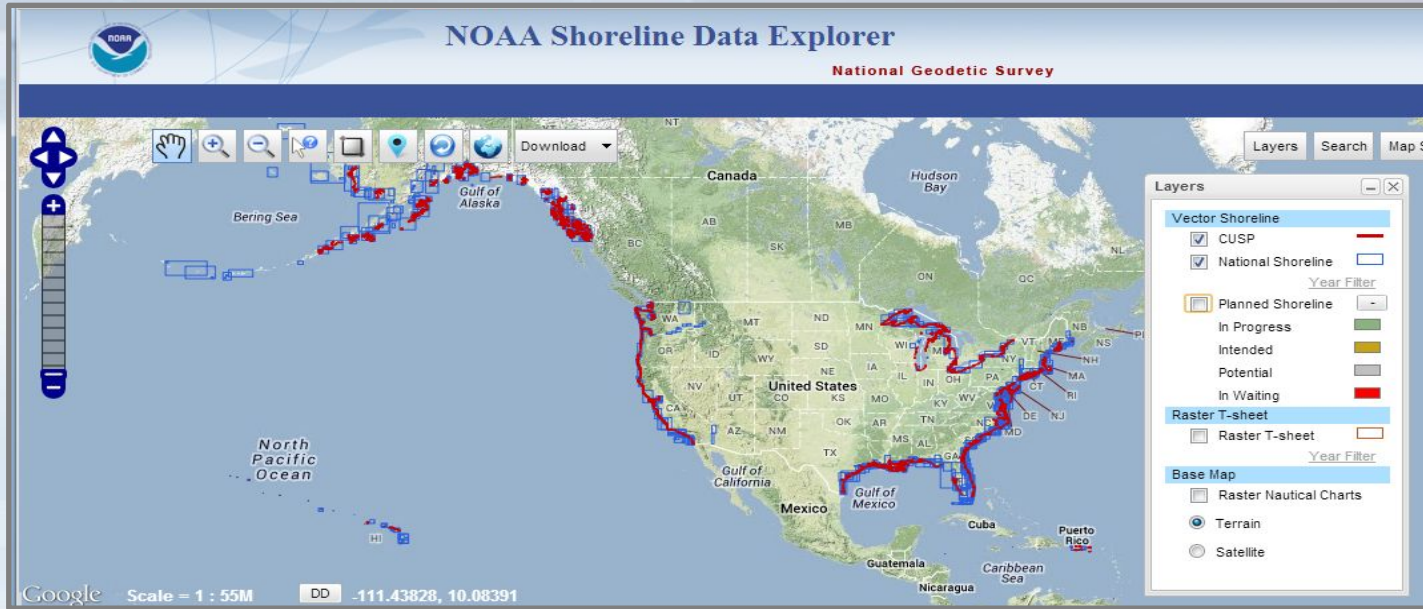 NOAA
NOAA Shoreline Data Explorer
National Geodetic Survey
Download
Layers Search Map S
NT
Canada
Hudson
Bay
Gulf of
Alaska
Bering Sea
AB
MB
BC
SK
NL
ON
QC
WA
MT
ND
MN
NB
PE
NS
OR
ID
SD
WI
MI
VT
ME
NH
WY
NE
IA
NY
MA
IL
IN
OH
PA
CT
RI
NV
United States
UT
CO
KS
MO
KY
WV
DE
NJ
CA
MD
AZ
NM
OK
AR
TN
NC
MS
AL
GA
TX
North
Pacific
Ocean
Gulf of
California
Gulf of
Mexico
Mexico
Cuba
Puerto
Rico
HI
Guatemala
Caribbean
Sea
Nicaragua
Layers
Vector Shoreline
CUSP
National Shoreline
Year Filter
Planned Shoreline -
In Progress
Intended
Potential
In Waiting
Raster T-sheet
Raster T-sheet
Year Filter
Base Map
Raster Nautical Charts
Terrain
Satellite
Google Scale = 1 : 55M DD -111.43828, 10.08391